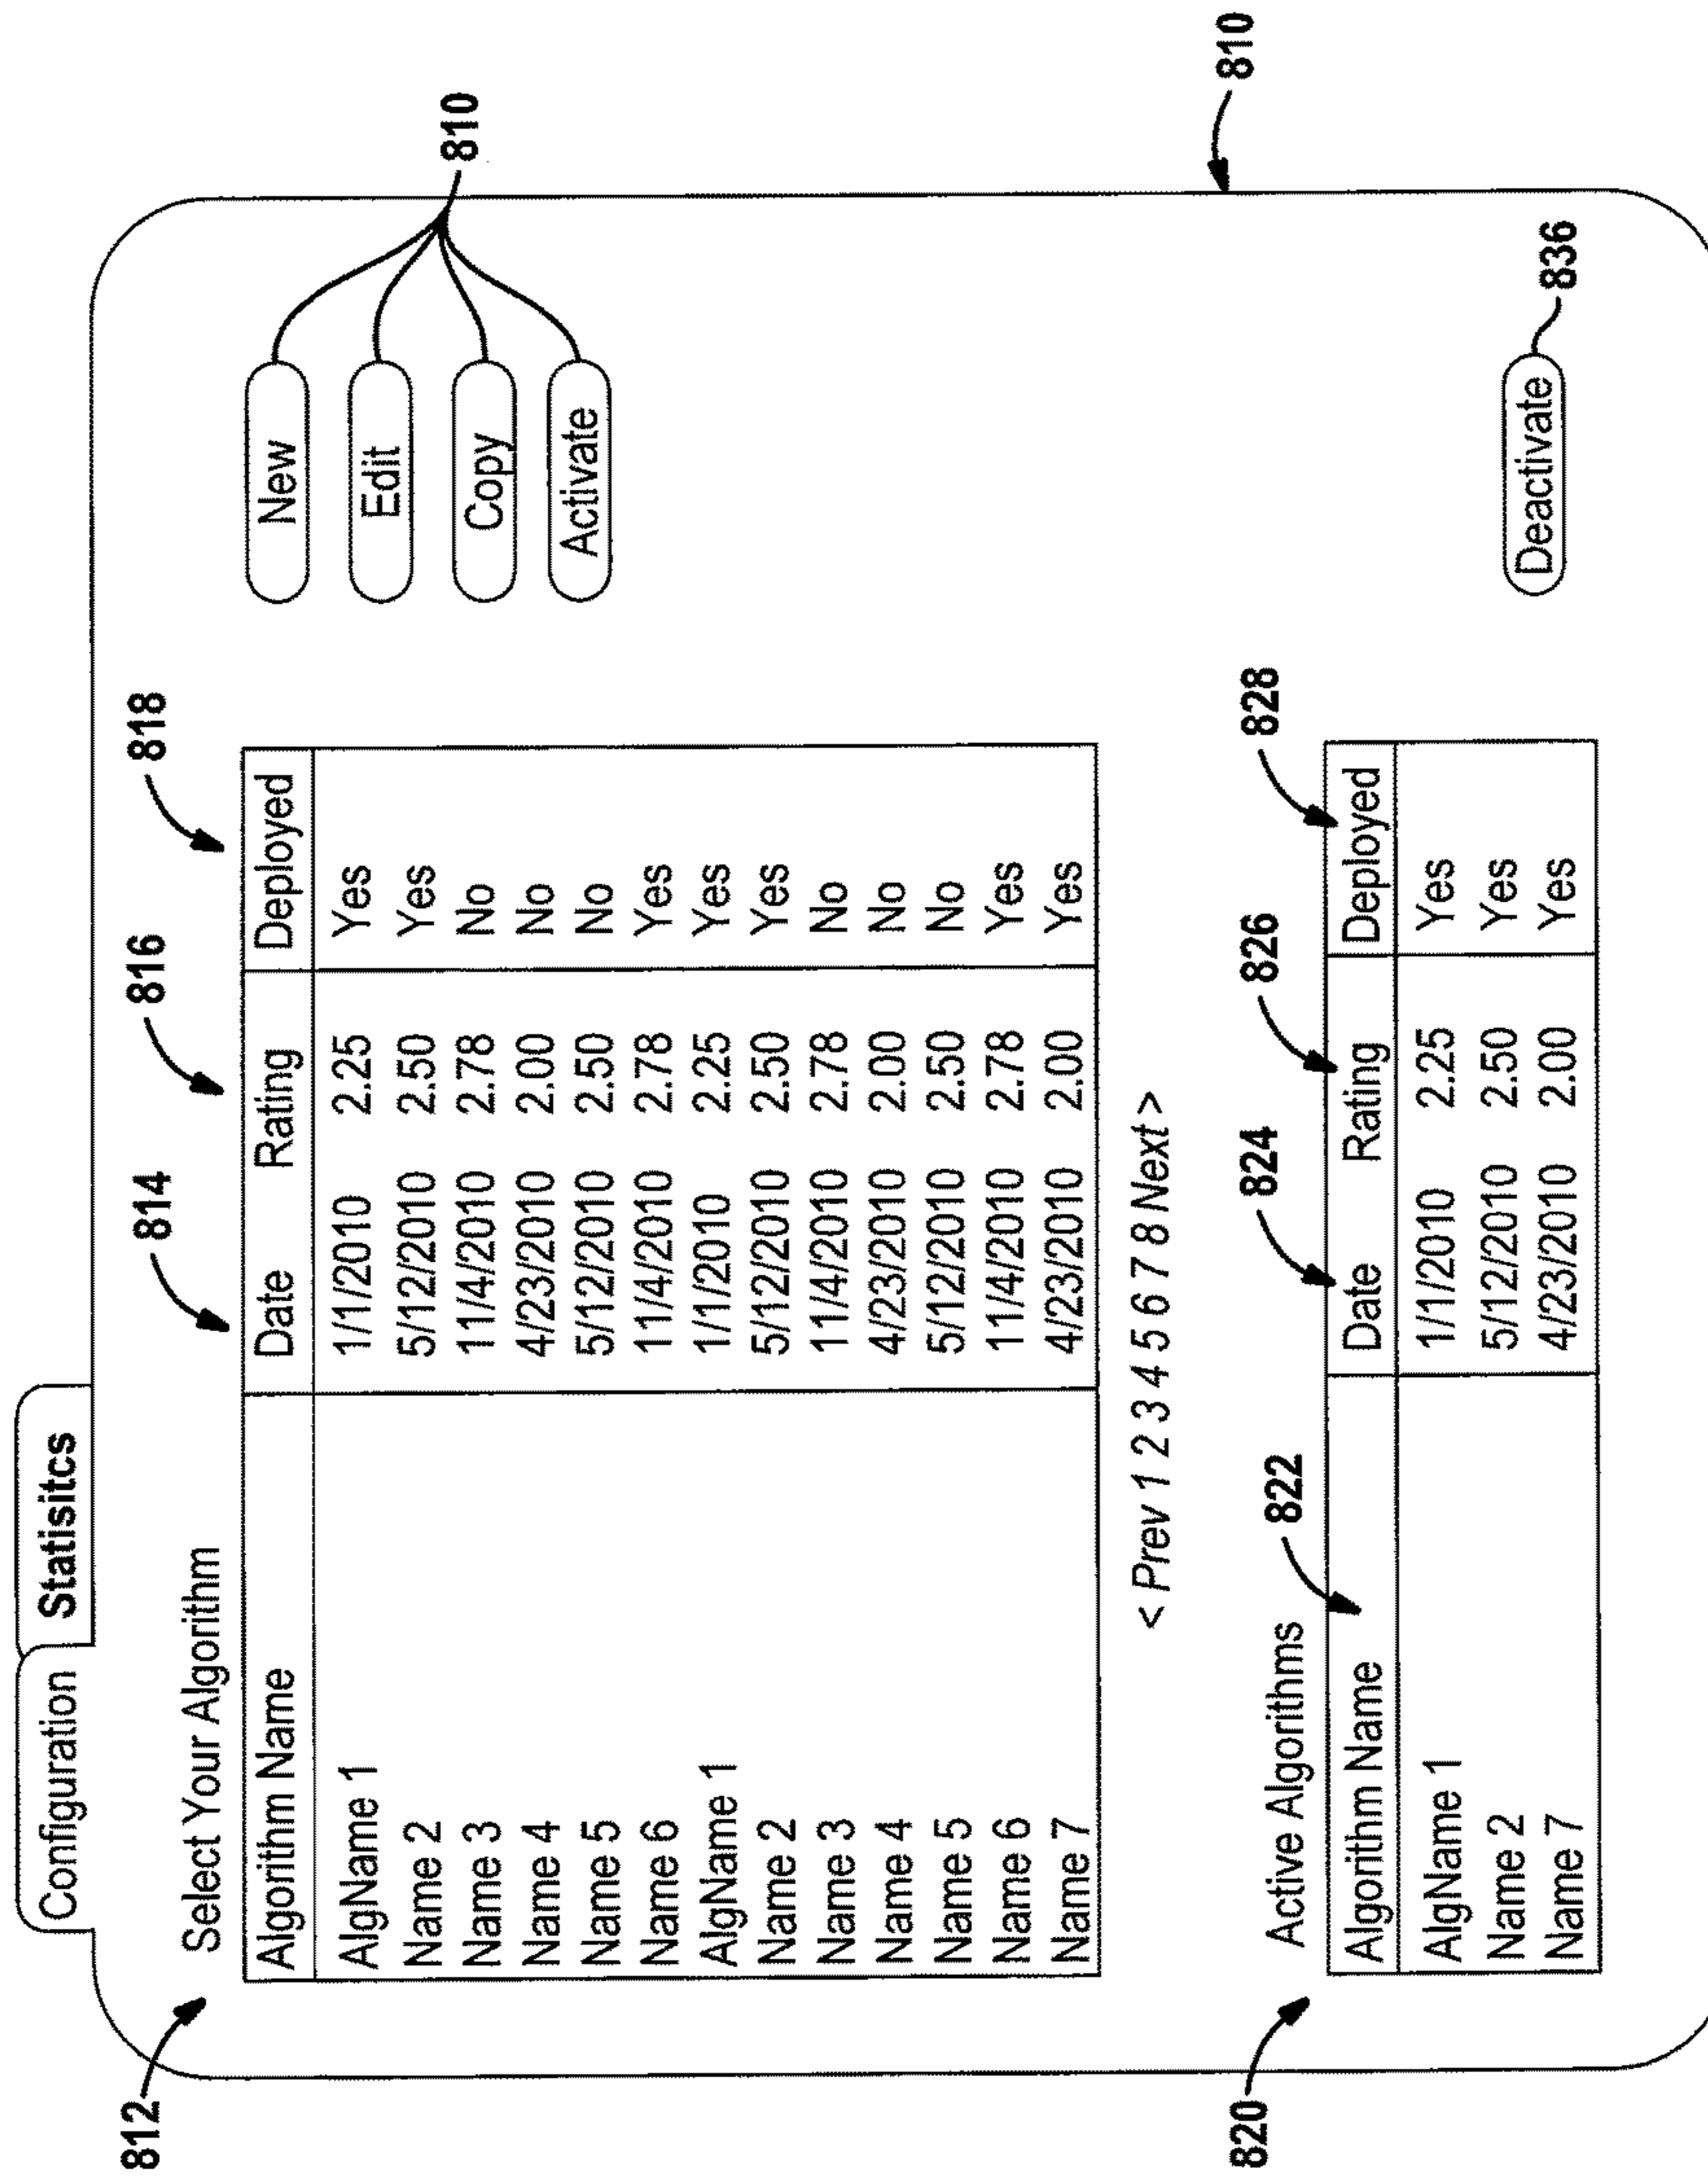 Configuration Statisitcs
Select Your Algorithm
812
814
816
818
Algorithm Name Date Rating Deployed
AlgName 1 1/1/2010 2.25 Yes
Name 2 5/12/2010 2.50 Yes
Name 3 11/4/2010 2.78 No
Name 4 4/23/2010 2.00 No
Name 5 5/12/2010 2.50 No
Name 6 11/4/2010 2.78 Yes
AlgName 1 1/1/2010 2.25 Yes
Name 2 5/12/2010 2.50 Yes
Name 3 11/4/2010 2.78 No
Name 4 4/23/2010 2.00 No
Name 5 5/12/2010 2.50 No
Name 6 11/4/2010 2.78 Yes
Name 7 4/23/2010 2.00 Yes
< Prev 1 2 3 4 5 6 7 8 Next >
New
Edit
Copy
Activate
810
810
Active Algorithms
820
822
824
826
828
Algorithm Name Date Rating Deployed
AlgName 1 1/1/2010 2.25 Yes
Name 2 5/12/2010 2.50 Yes
Name 7 4/23/2010 2.00 Yes
Deactivate
836